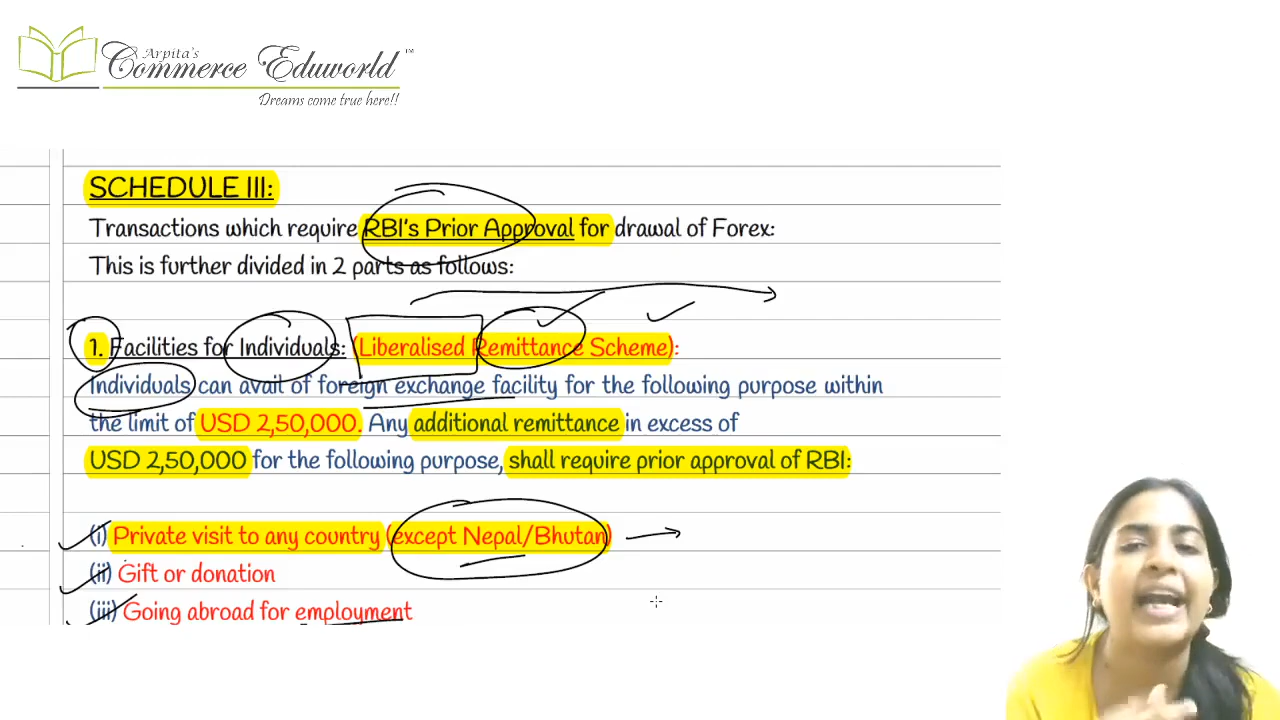 Arpita's
Commerce Eduworld™
Dreams come true here!!
SCHEDULE III:
Transactions which require RBI's Prior Approval for drawal of Forex:
This is further divided in 2 parts as follows:
1. Facilities for Individuals: (Liberalised Remittance Scheme):
Individuals can avail of foreign exchange facility for the following purpose within
the limit of USD 2,50,000. Any additional remittance in excess of
USD 2,50,000 for the following purpose, shall require prior approval of RBI:
(i) Private visit to any country (except Nepal/Bhutan)
(ii) Gift or donation
(iii) Going abroad for employment